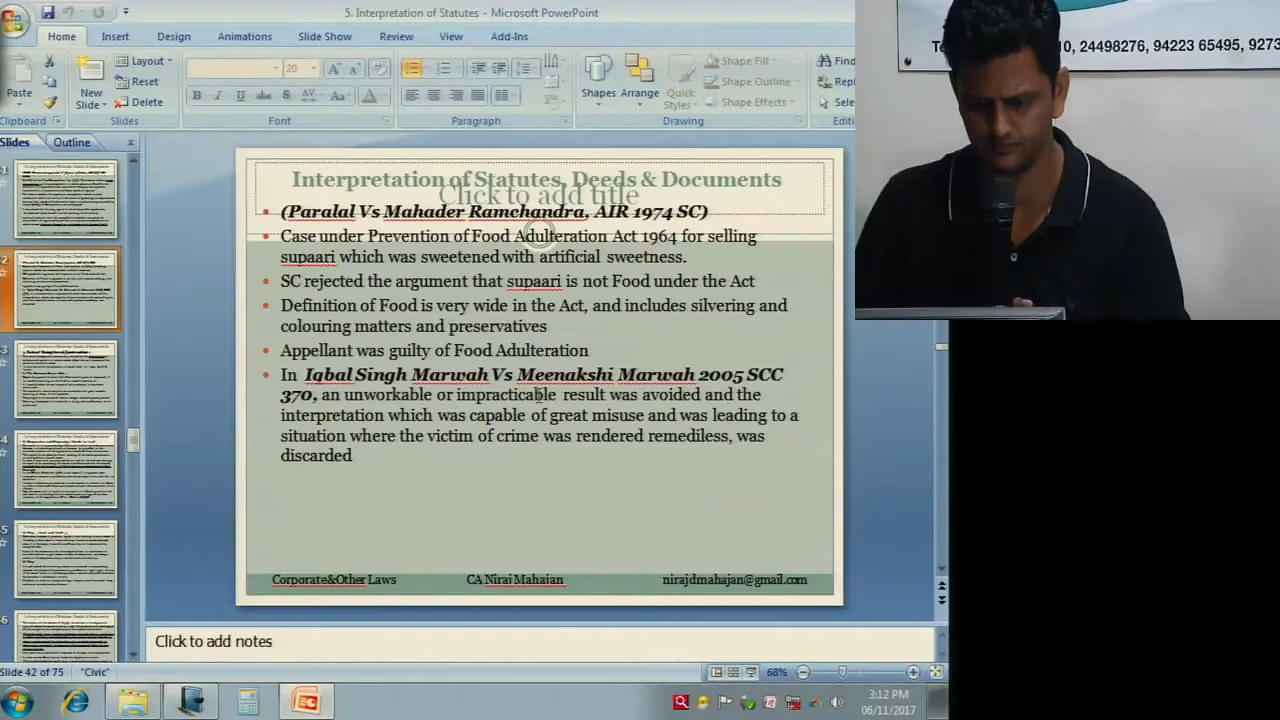 5. Interpretation of Statutes - Microsoft PowerPoint
Home Insert Design Animations Slide Show Review View Add-Ins
Paste
Clipboard
New
Slide
Layout
Reset
Delete
Slides
20
B I U abc S AV Aa A
Font
Paragraph
Shapes
Arrange
Quick
Styles
Shape Fill
Shape Outline
Shape Effects
Drawing
Find
Repl
Sele
Editi
10, 24498276, 94223 65495, 9273
Slides Outline
Interpretation of Statutes, Deeds & Documents
Click to add title
(Paralal Vs Mahader Ramchandra, AIR 1974 SC)
Case under Prevention of Food Adulteration Act 1964 for selling
supaari which was sweetened with artificial sweetness.
SC rejected the argument that supaari is not Food under the Act
Definition of Food is very wide in the Act, and includes silvering and
colouring matters and preservatives
Appellant was guilty of Food Adulteration
In Iqbal Singh Marwah Vs Meenakshi Marwah 2005 SCC
370, an unworkable or impracticable result was avoided and the
interpretation which was capable of great misuse and was leading to a
situation where the victim of crime was rendered remediless, was
discarded
Corporate&Other Laws CA Niraj Mahajan nirajdmahajan@gmail.com
Click to add notes
Slide 42 of 75 "Civic" 68%
3:12 PM
06/11/2017